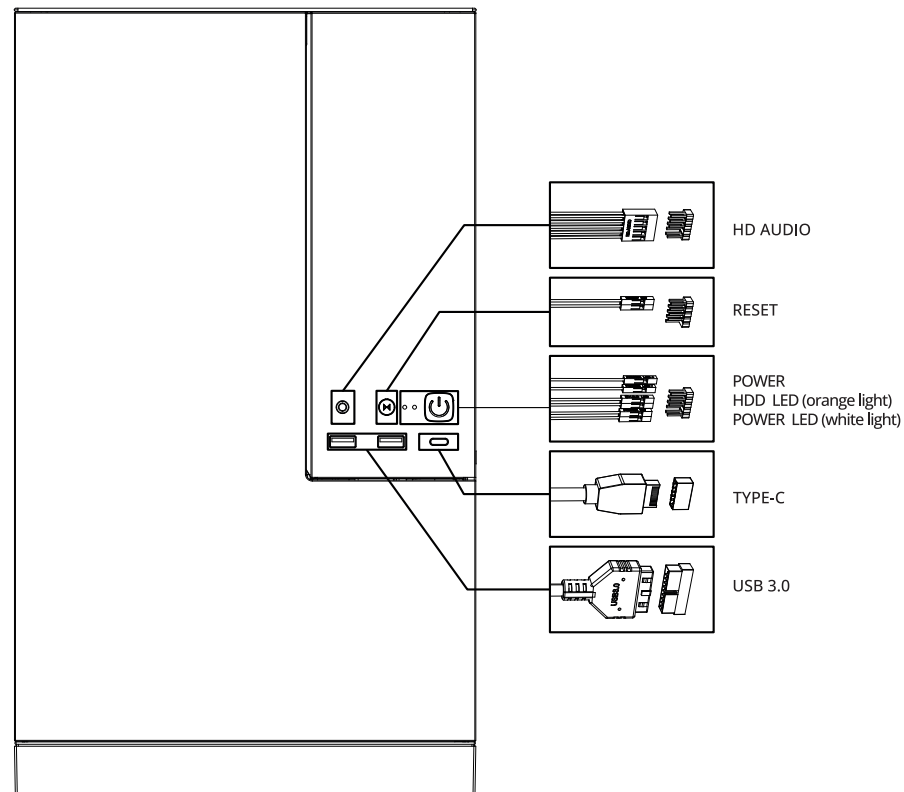 HD AUDIO
RESET
POWER
HDD LED (orange light)
POWER LED (white light)
TYPE-C
USB 3.0
USB3.0